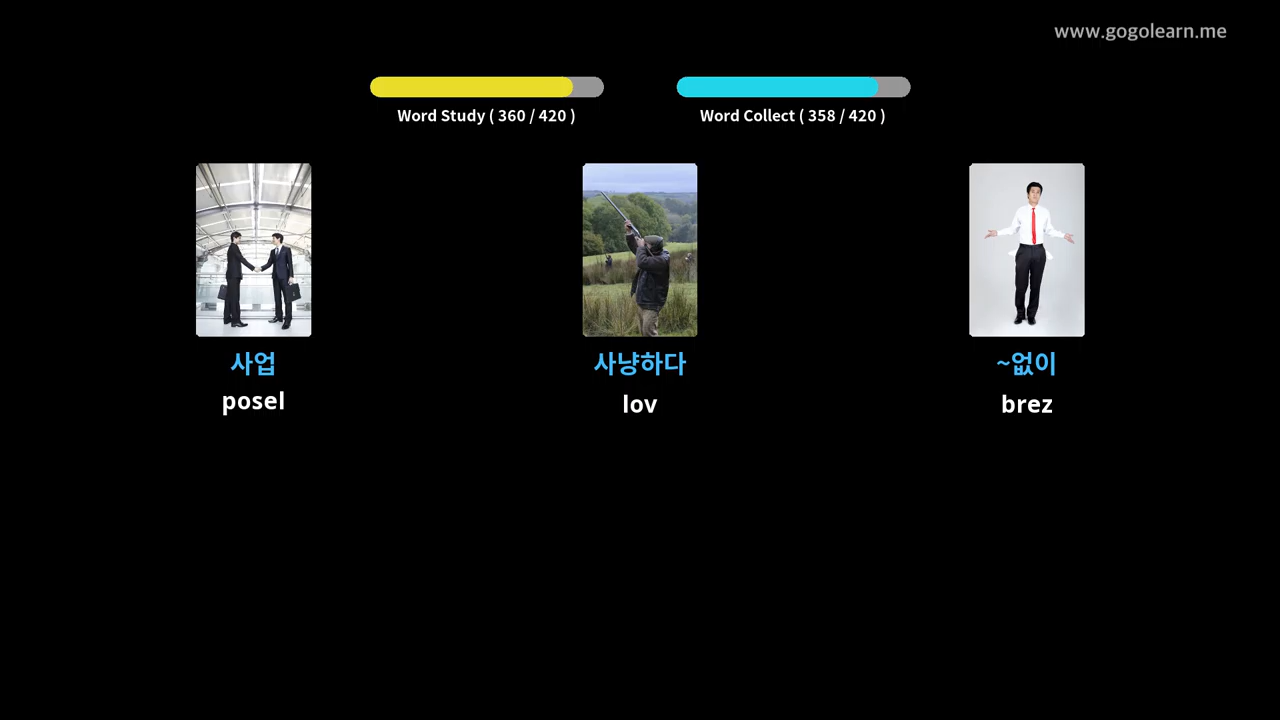 www.gogolearn.me
Word Study ( 360 / 420 )
Word Collect ( 358 / 420 )
사업
사냥하다
~없이
posel
lov
brez